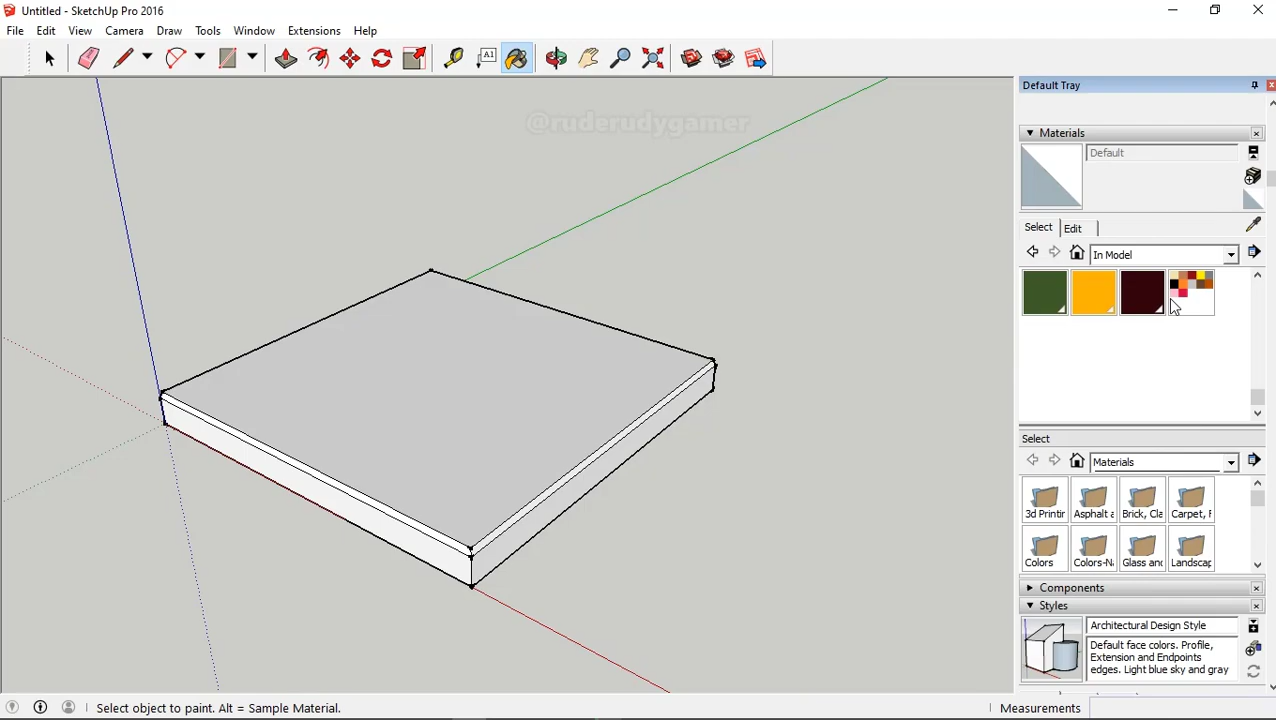 Untitled - SketchUp Pro 2016
File Edit View Camera Draw Tools Window Extensions Help
A1
@ruderudygamer
Default Tray
Materials
Default
Select Edit
In Model
Select
Materials
3d Printir Asphalt a Brick, Cla Carpet, F
Colors Colors-Na Glass and Landscap
Components
Styles
Architectural Design Style
Default face colors. Profile,
Extension and Endpoints
edges. Light blue sky and gray
Select object to paint. Alt = Sample Material.
Measurements